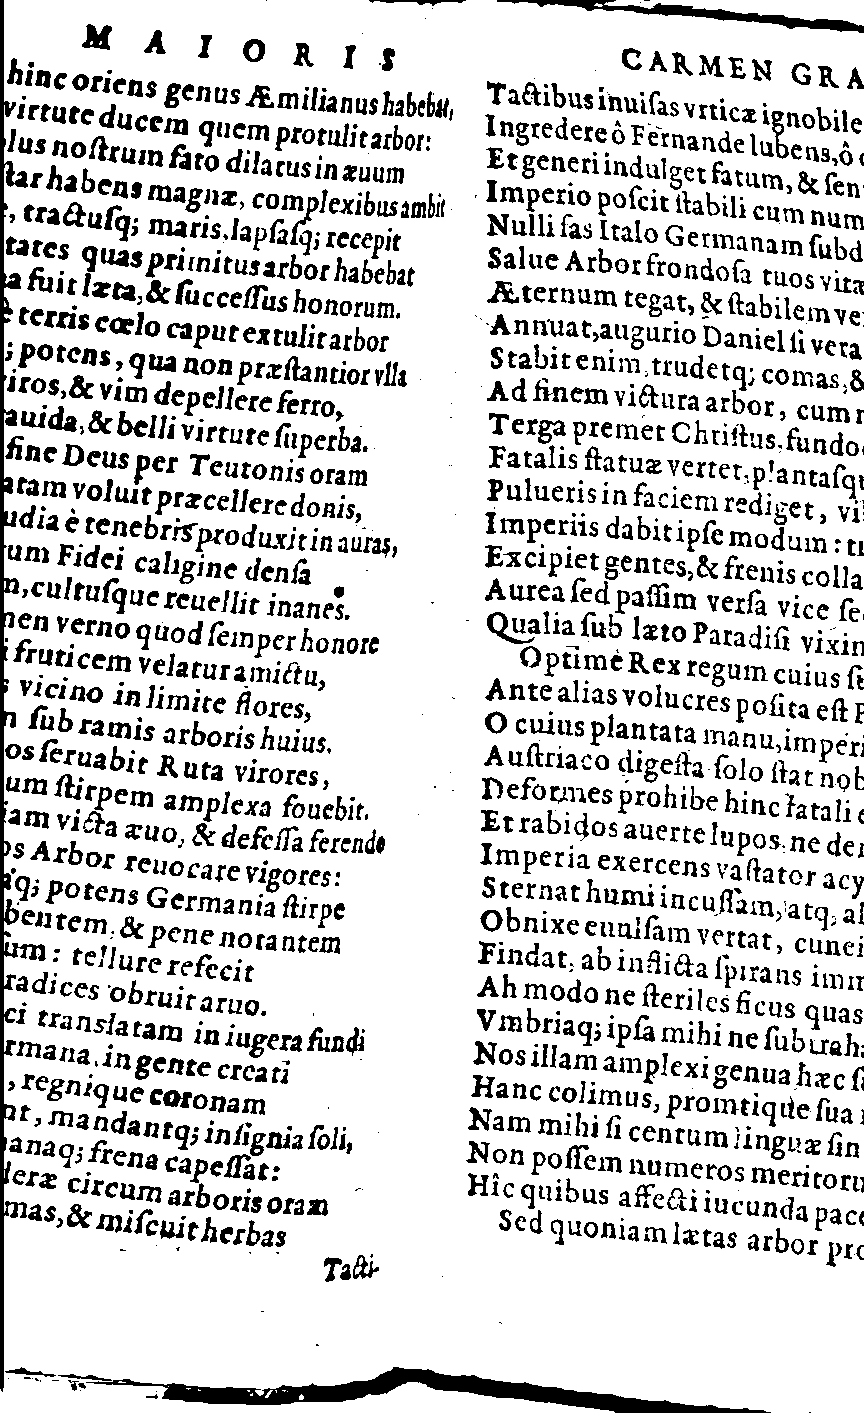 MAIORIS
hinc oriens genus Æmilianus habebat,
virtute ducem quem protulit arbor:
lus noſtrum fato dilatus in æuum
ſtar habens magnæ, complexibus ambit
, tractuſq; maris, lapſaſq; recepit
tates quas primitus arbor habebat
a fuit læta, & ſucceſſus honorum.
è terris cœlo caput extulit arbor
; potens, qua non præſtantior vlla
iros, & vim depellere ferro,
auida, & belli virtute ſuperba.
fine Deus per Teutonis oram
atam voluit præcellere donis,
udia è tenebris produxit in auras,
um Fidei caligine denſa
n, cultuſque reuellit inanes.
men verno quod ſemper honore
i fruticem velatur amictu,
s vicino in limite flores,
n ſub ramis arboris huius.
os ſeruabit Ruta virores,
um ſtirpem amplexa fouebit.
iam victa æuo, & defeſſa ferendo
os Arbor reuocare vigores:
q; potens Germania ſtirpe
bentem, & pene notantem
um: tellure refecit
radices obruit aruo.
ci translatam in iugera fundi
rmana, in gente creati
, regnique coronam
nt, mandantq; inſignia ſoli,
anaq; frena capeſſat:
deræ circum arboris oram
mas, & miſcuit herbas
Tacti-
CARMEN GRA
Tactibus inuiſas vrticæ ignobile
Ingredere ô Fernande lubens, ô
Et generi indulget fatum, & ſen
Imperio poſcit ſtabili cum num
Nulli fas Italo Germanam ſubd
Salue Arbor frondoſa tuos vitæ
Æternum tegat, & ſtabilem ve
Annuat, augurio Daniel ſi vera
Stabit enim, trudetq; comas, &
Ad finem victura arbor, cum
Terga premet Chriſtus, fundo
Fatalis ſtatuæ vertet, plantaſq
Pulueris in faciem rediget, vi
Imperiis dabit ipſe modum: t
Excipiet gentes, & frenis colla
Aurea ſed paſſim verſa vice ſe
Qualia ſub læto Paradiſi vixin
Optime Rex regum cuius ſe
Ante alias volucres poſita eſt
O cuius plantata manu, imperi
Auſtriaco digeſta ſolo ſtat nob
Deformes prohibe hinc fatali
Et rabidos auerte lupos, ne de
Imperia exercens vaſtator acy
Sternat humi incuſſam, atq; al
Obnixe euulſam vertat, cunei
Findat, ab inflicta ſpirans imm
Ah modo ne ſteriles ficus quas
Vmbriaq; ipſa mihi ne ſubtraha
Nos illam amplexi genua hæc ſ
Hanc colimus, promtique ſua
Nam mihi ſi centum linguæ ſin
Non poſſem numeros meritoru
Hîc quibus affecti iucunda pace
Sed quoniam lætas arbor pro